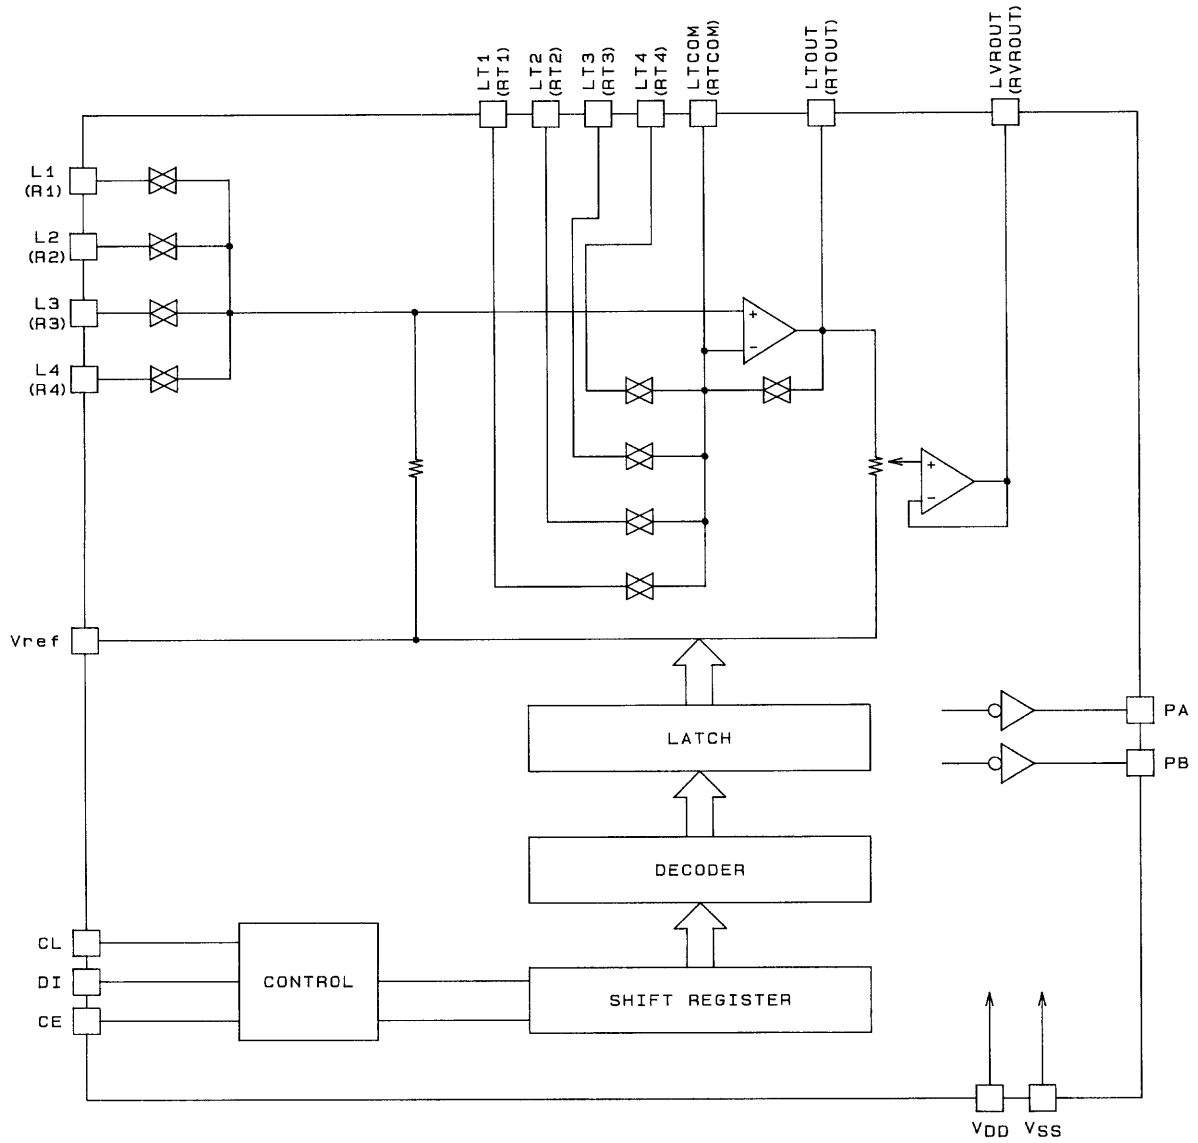 LT1
(RT1)
LT2
(RT2)
LT3
(RT3)
LT4
(RT4)
LTCOM
(RTCOM)
LTOUT
(RTOUT)
LVROUT
(RVROUT)
L1
(R1)
L2
(R2)
L3
(R3)
L4
(R4)
+
−
+
−
Vref
LATCH
PA
PB
DECODER
CL
DI
CE
CONTROL
SHIFT REGISTER
VDD
VSS